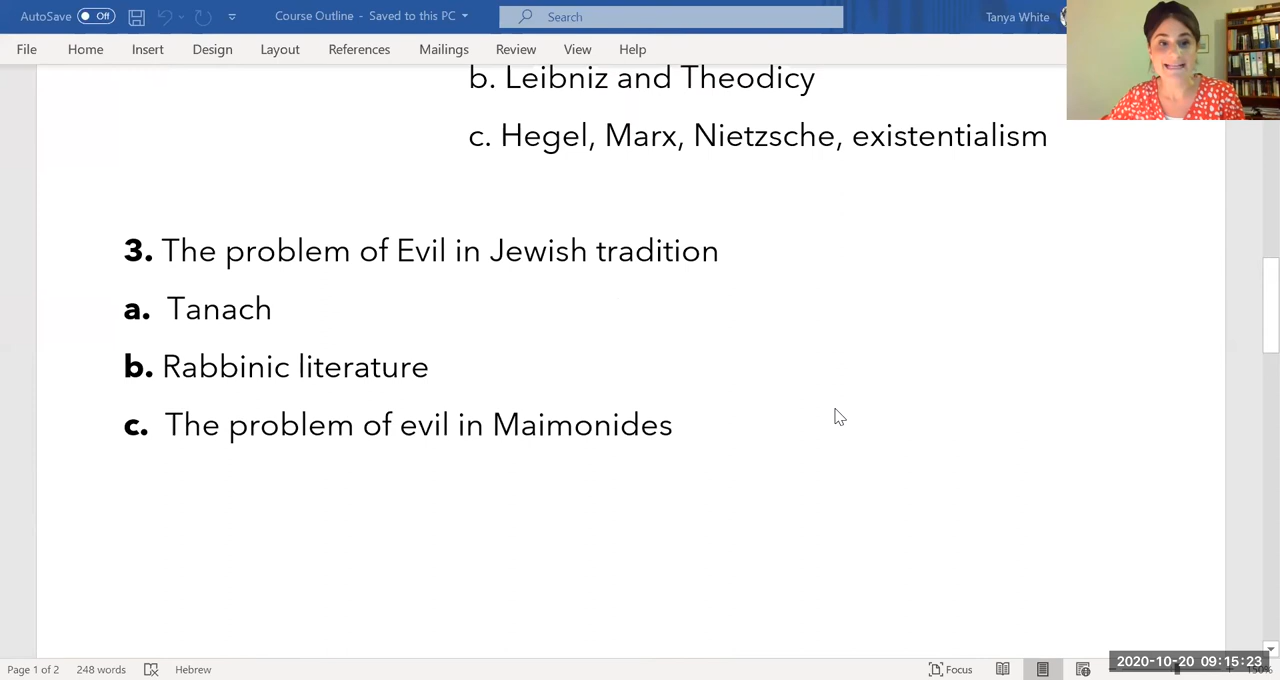 AutoSave Off Course Outline - Saved to this PC Search Tanya White
File Home Insert Design Layout References Mailings Review View Help
b. Leibniz and Theodicy
c. Hegel, Marx, Nietzsche, existentialism
3. The problem of Evil in Jewish tradition
a. Tanach
b. Rabbinic literature
c. The problem of evil in Maimonides
Page 1 of 2 248 words Hebrew Focus 150%
2020-10-20 09:15:23